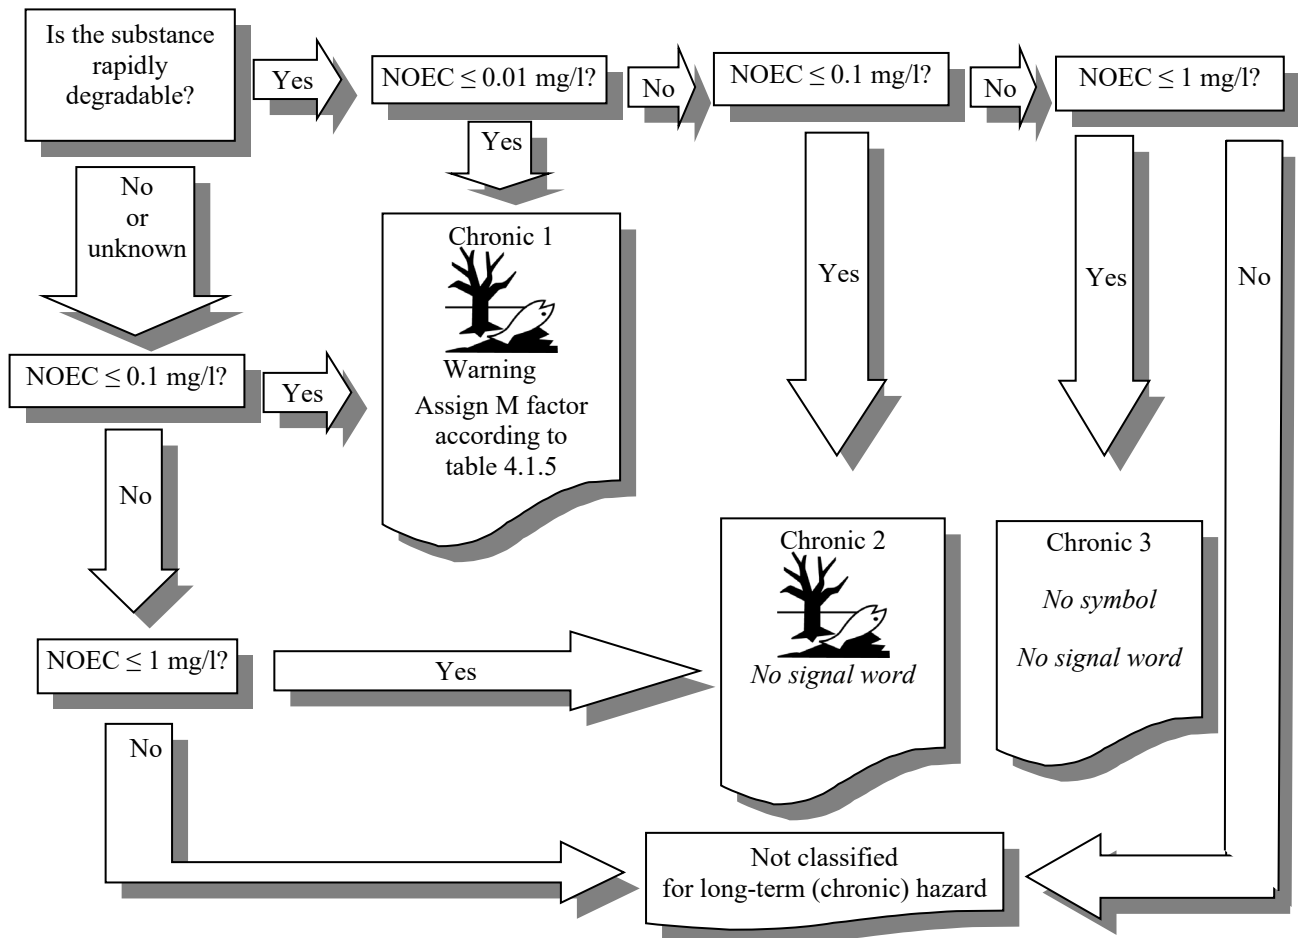 Is the substance
rapidly
degradable?
Yes
NOEC ≤ 0.01 mg/l?
No
NOEC ≤ 0.1 mg/l?
No
NOEC ≤ 1 mg/l?
No
or
unknown
Yes
Chronic 1
Warning
Assign M factor
according to
table 4.1.5
Yes
Yes
No
NOEC ≤ 0.1 mg/l?
Yes
No
Chronic 2
No signal word
Chronic 3
No symbol
No signal word
NOEC ≤ 1 mg/l?
Yes
No
Not classified
for long-term (chronic) hazard